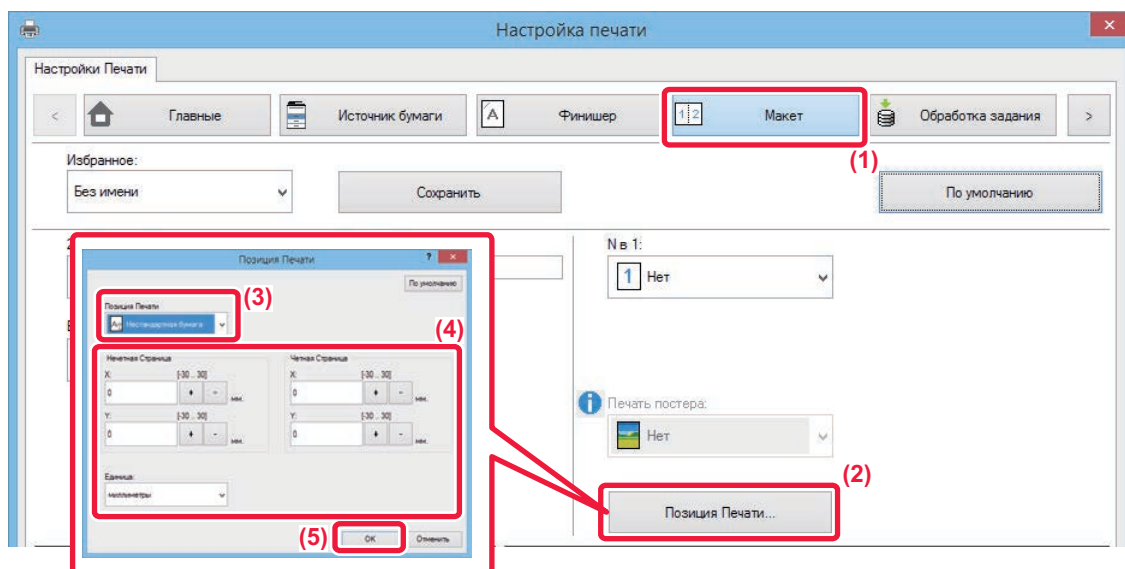 Настройка печати
Настройки Печати
< Главные Источник бумаги A Финишер 1 2 Макет Обработка задания >
(1)
Избранное:
Без имени Сохранить По умолчанию
N в 1:
1 Нет
Позиция Печати ?
По умолчанию
(3)
Позиция Печати
Нестандартная бумага
(4)
Нечетная Страница Четная Страница
X: [-30 .. 30] X: [-30 .. 30]
0 + - мм. 0 + - мм.
Y: [-30 .. 30] Y: [-30 .. 30]
0 + - мм. 0 + - мм.
Единица:
миллиметры
(5) OK Отменить
Печать постера:
Нет
(2)
Позиция Печати...